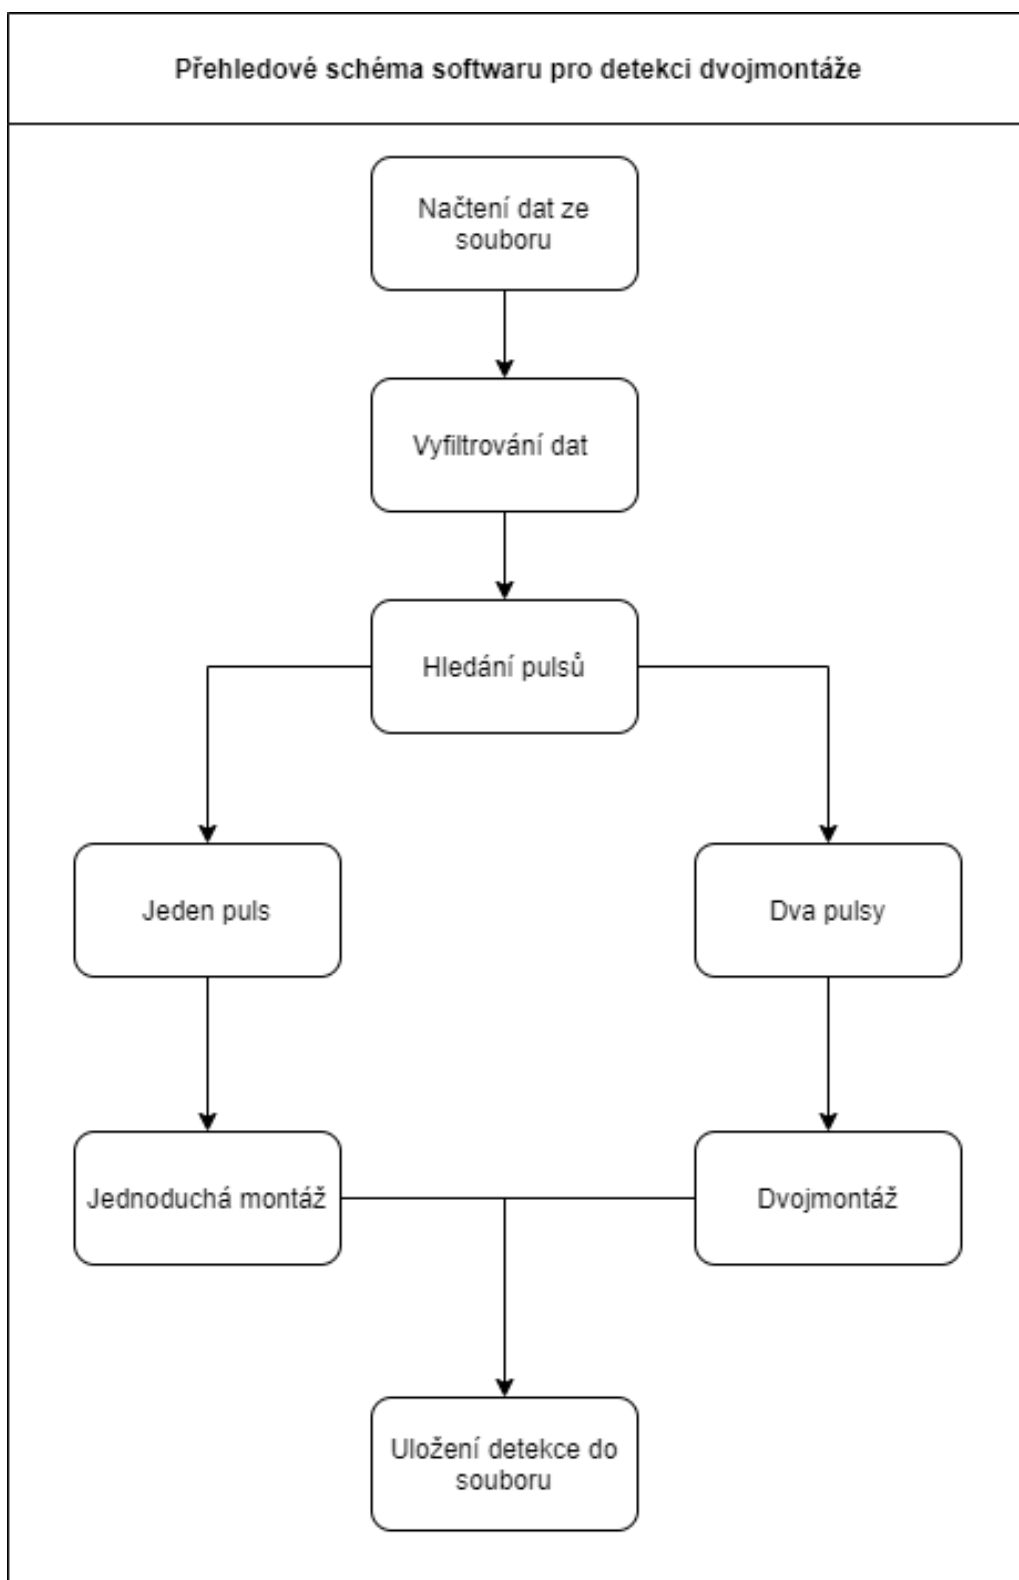 Přehledové schéma softwaru pro detekci dvojmontáže
Načtení dat ze
souboru
Vyfiltrování dat
Hledání pulsů
Jeden puls
Dva pulsy
Jednoduchá montáž
Dvojmontáž
Uložení detekce do
souboru